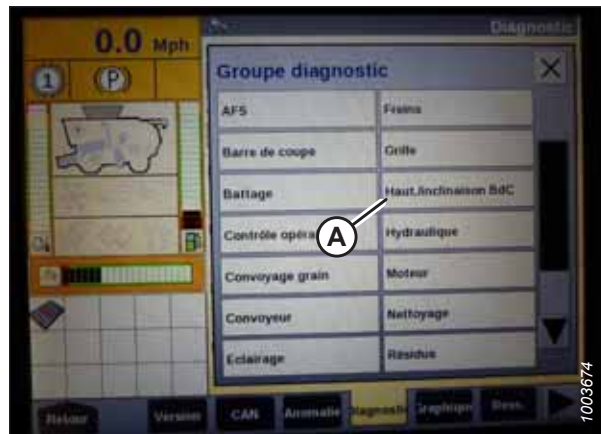 0.0 Mph
Diagnostic
1
P
Groupe diagnostic
AFS
Freins
Barre de coupe
Grille
Battage
Haut./inclinaison BdC
Contrôle opéra
A
Hydraulique
Convoyage grain
Moteur
Convoyeur
Nettoyage
Eclairage
Résidus
Retour
Version
CAN
Anomalie
Diagnostic
Graphique
Ress.
1003674